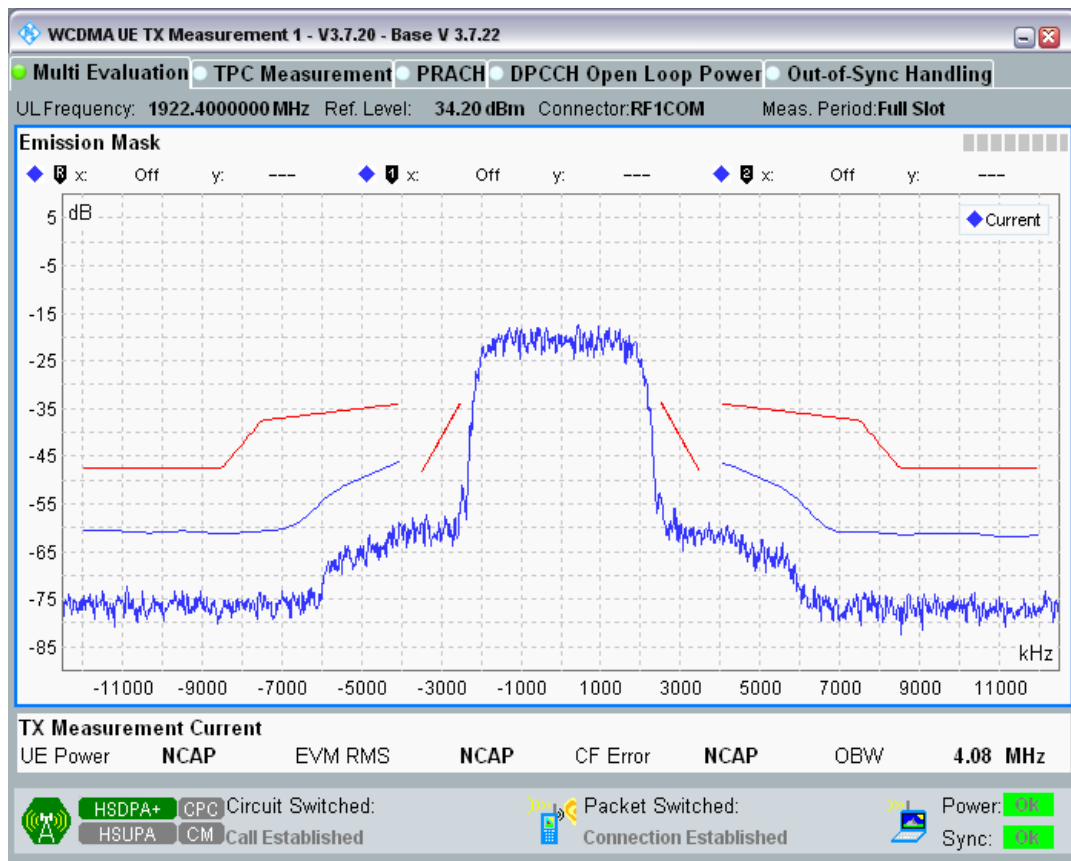 WCDMA UE TX Measurement 1 - V3.7.20 - Base V 3.7.22
Multi Evaluation TPC Measurement PRACH DPCCH Open Loop Power Out-of-Sync Handling
UL Frequency: 1922.4000000 MHz Ref. Level: 34.20 dBm Connector:RF1COM Meas. Period:Full Slot
Emission Mask
R x: Off y: --- 1 x: Off y: --- 2 x: Off y: ---
dB
Current
5
-5
-15
-25
-35
-45
-55
-65
-75
-85
kHz
-11000 -9000 -7000 -5000 -3000 -1000 1000 3000 5000 7000 9000 11000
TX Measurement Current
UE Power NCAP EVM RMS NCAP CF Error NCAP OBW 4.08 MHz
HSDPA+ CPC Circuit Switched: Packet Switched: Power: Ok
HSUPA CM Call Established Connection Established Sync: Ok